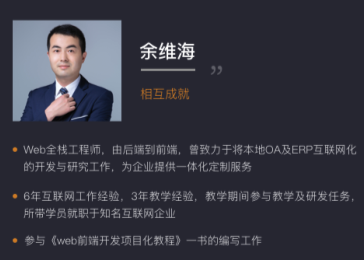 余维海
”
相互成就
• Web全栈工程师，由后端到前端，曾致力于将本地OA及ERP互联网化
的开发与研究工作，为企业提供一体化定制服务
• 6年互联网工作经验，3年教学经验，教学期间参与教学及研发任务，
所带学员就职于知名互联网企业
• 参与《web前端开发项目化教程》一书的编写工作